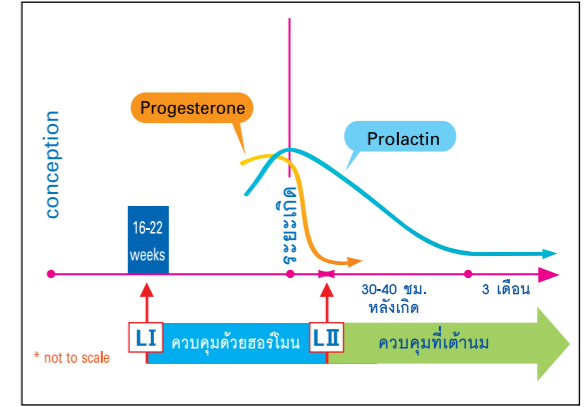 Progesterone
Prolactin
conception
16-22
weeks
ระยะเกิด
30-40 ชม.
หลังเกิด
3 เดือน
LI
ควบคุมด้วยฮอร์โมน
LII
ควบคุมที่เต้านม
* not to scale